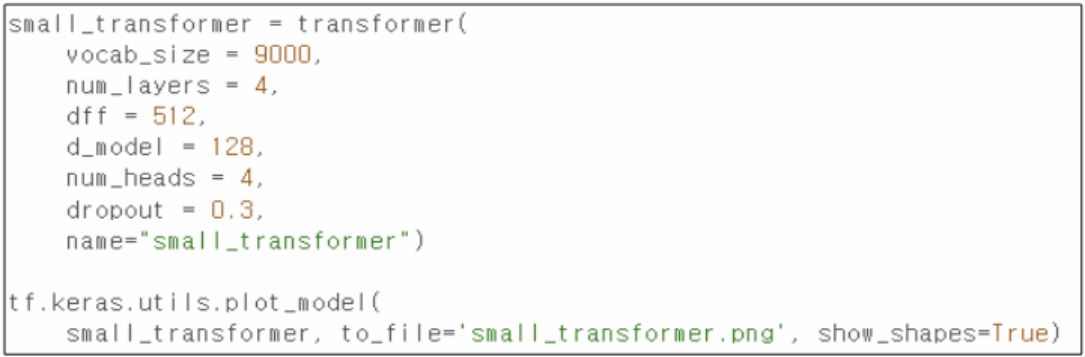 small_transformer = transformer(
    vocab_size = 9000,
    num_layers = 4,
    dff = 512,
    d_model = 128,
    num_heads = 4,
    dropout = 0.3,
    name="small_transformer")

tf.keras.utils.plot_model(
    small_transformer, to_file='small_transformer.png', show_shapes=True)